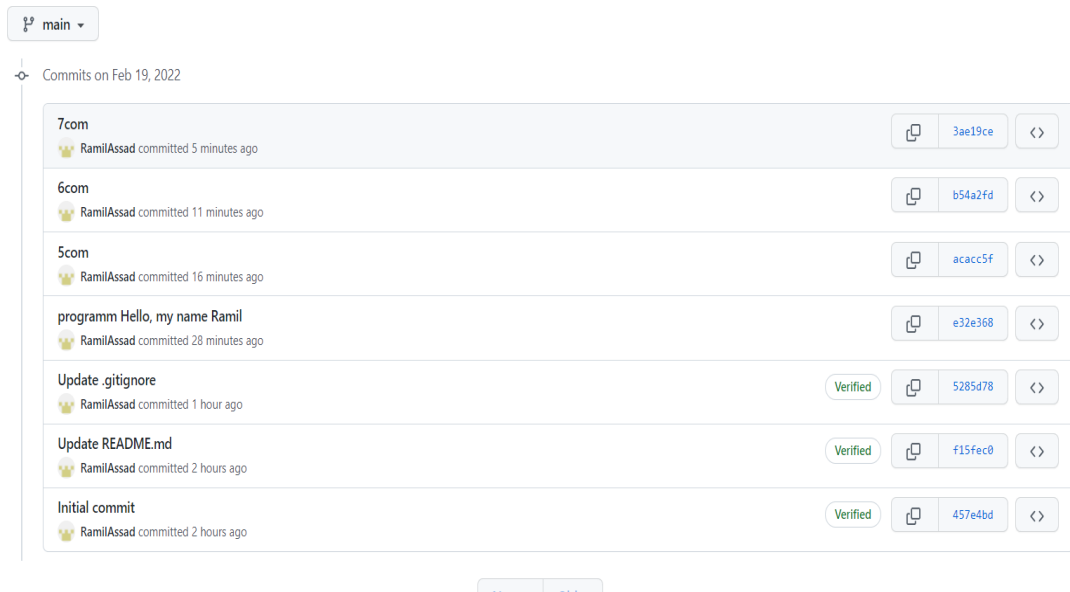 main
Commits on Feb 19, 2022
7com
RamilAssad committed 5 minutes ago
3ae19ce
6com
RamilAssad committed 11 minutes ago
b54a2fd
5com
RamilAssad committed 16 minutes ago
acacc5f
programm Hello, my name Ramil
RamilAssad committed 28 minutes ago
e32e368
Update .gitignore
RamilAssad committed 1 hour ago
Verified
5285d78
Update README.md
RamilAssad committed 2 hours ago
Verified
f15fec0
Initial commit
RamilAssad committed 2 hours ago
Verified
457e4bd